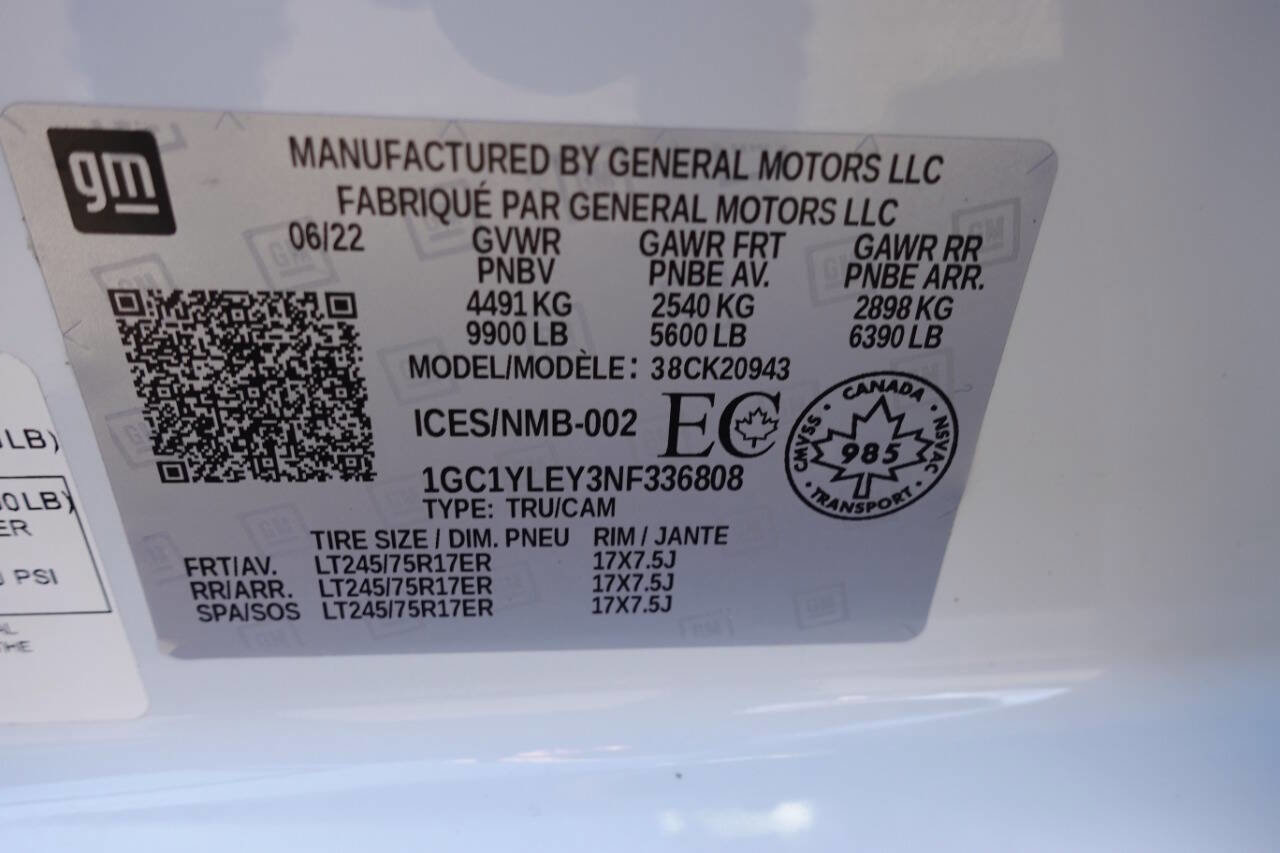 gm
MANUFACTURED BY GENERAL MOTORS LLC
FABRIQUÉ PAR GENERAL MOTORS LLC
06/22 GVWR GAWR FRT GAWR RR
PNBV PNBE AV. PNBE ARR.
4491 KG 2540 KG 2898 KG
9900 LB 5600 LB 6390 LB
MODEL/MODÈLE: 38CK20943
ICES/NMB-002 EC
CANADA
CMVSS · NSVAC
985
TRANSPORT
1GC1YLEY3NF336808
TYPE: TRU/CAM
TIRE SIZE / DIM. PNEU RIM / JANTE
FRT/AV. LT245/75R17ER 17X7.5J
RR/ARR. LT245/75R17ER 17X7.5J
SPA/SOS LT245/75R17ER 17X7.5J
LB)
0LB)
ER
PSI